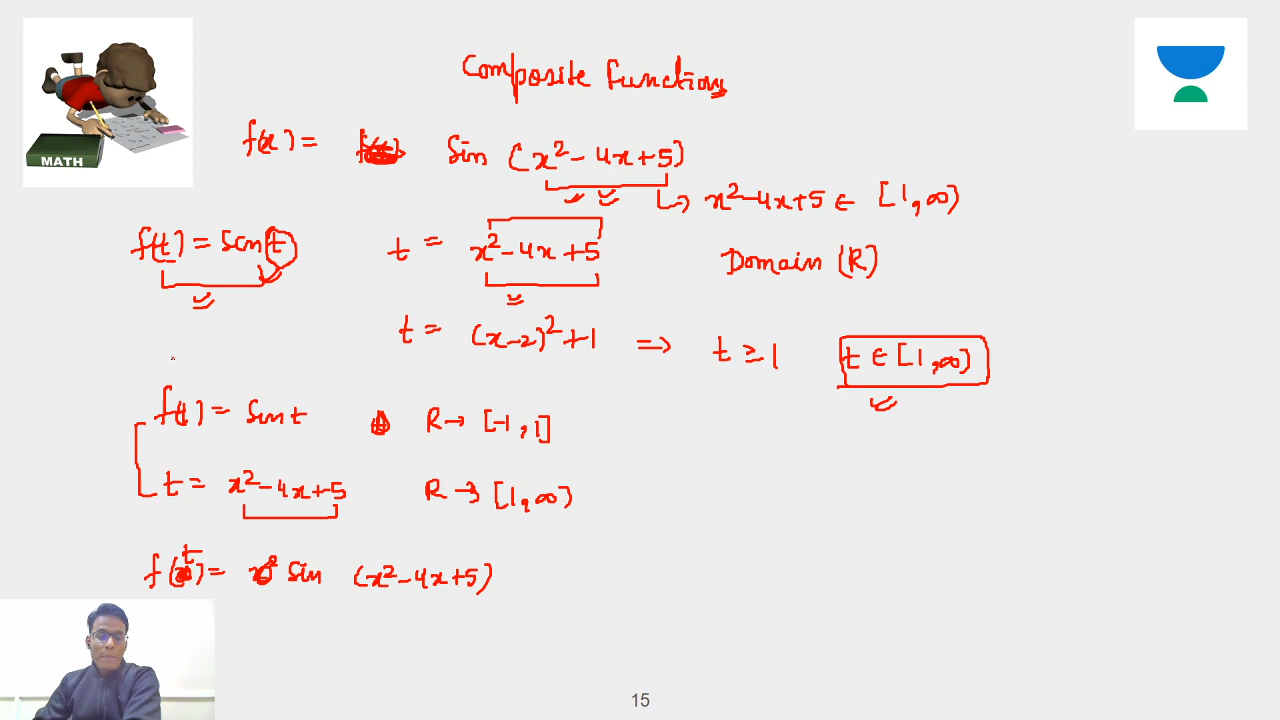 Composite Functions
f(x) = Sin (x² - 4x + 5)
↳ x² - 4x + 5 ∈ [1, ∞)
f(t) = sin t
t = x² - 4x + 5
Domain (R)
t = (x - 2)² + 1 ⇒ t ≥ 1 t ∈ [1, ∞)
f(t) = Sin t R → [-1, 1]
t = x² - 4x + 5 R → [1, ∞)
f(t) = Sin (x² - 4x + 5)
MATH
15